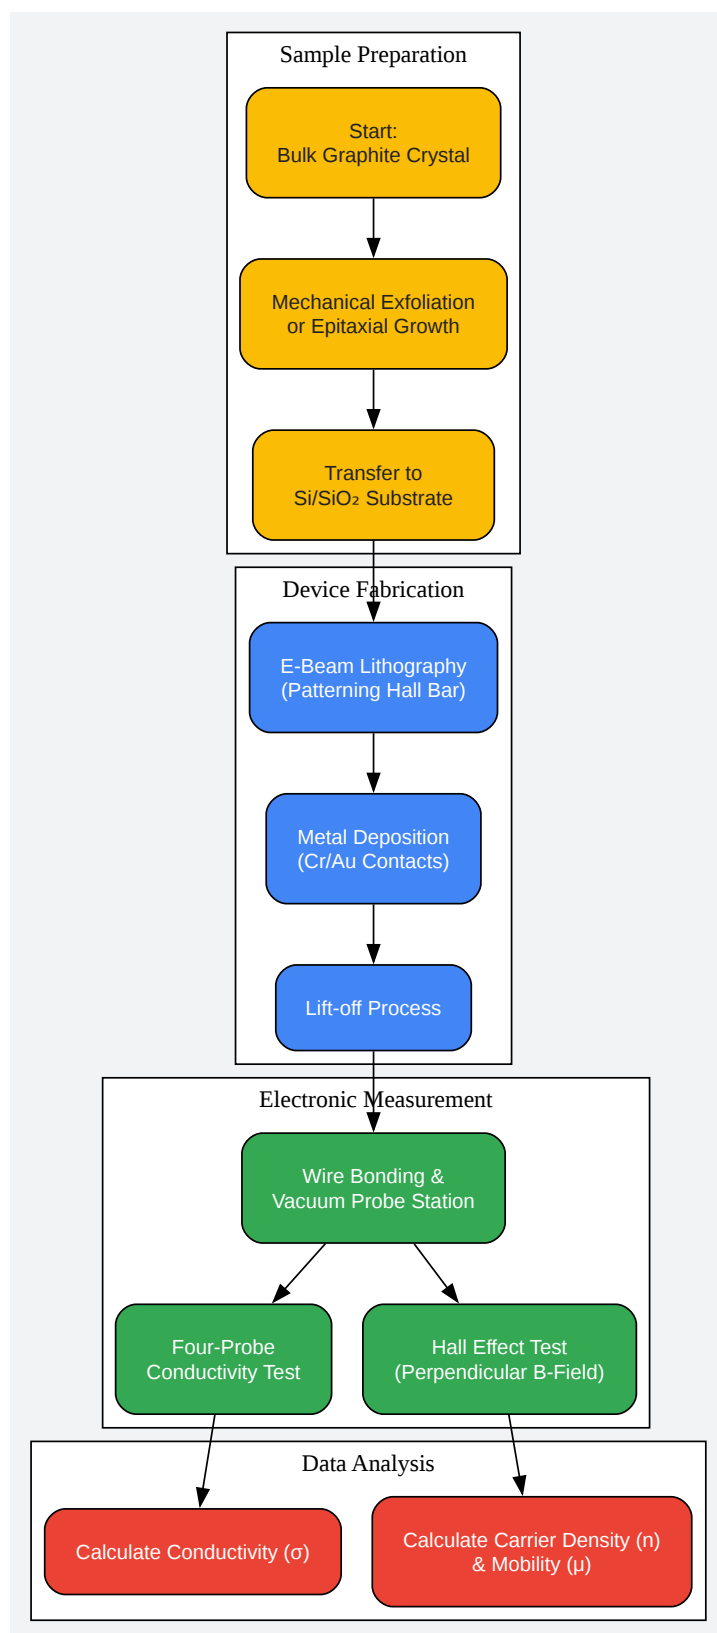 Sample Preparation
Start:
Bulk Graphite Crystal
Mechanical Exfoliation
or Epitaxial Growth
Transfer to
Si/SiO₂ Substrate
Device Fabrication
E-Beam Lithography
(Patterning Hall Bar)
Metal Deposition
(Cr/Au Contacts)
Lift-off Process
Electronic Measurement
Wire Bonding &
Vacuum Probe Station
Four-Probe
Conductivity Test
Hall Effect Test
(Perpendicular B-Field)
Data Analysis
Calculate Conductivity (σ)
Calculate Carrier Density (n)
& Mobility (μ)